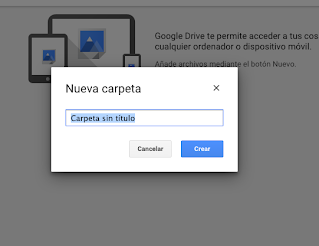 Google Drive te permite acceder a tus cos
cualquier ordenador o dispositivo móvil.
Añade archivos mediante el botón Nuevo.
Nueva carpeta
Carpeta sin título
Cancelar
Crear